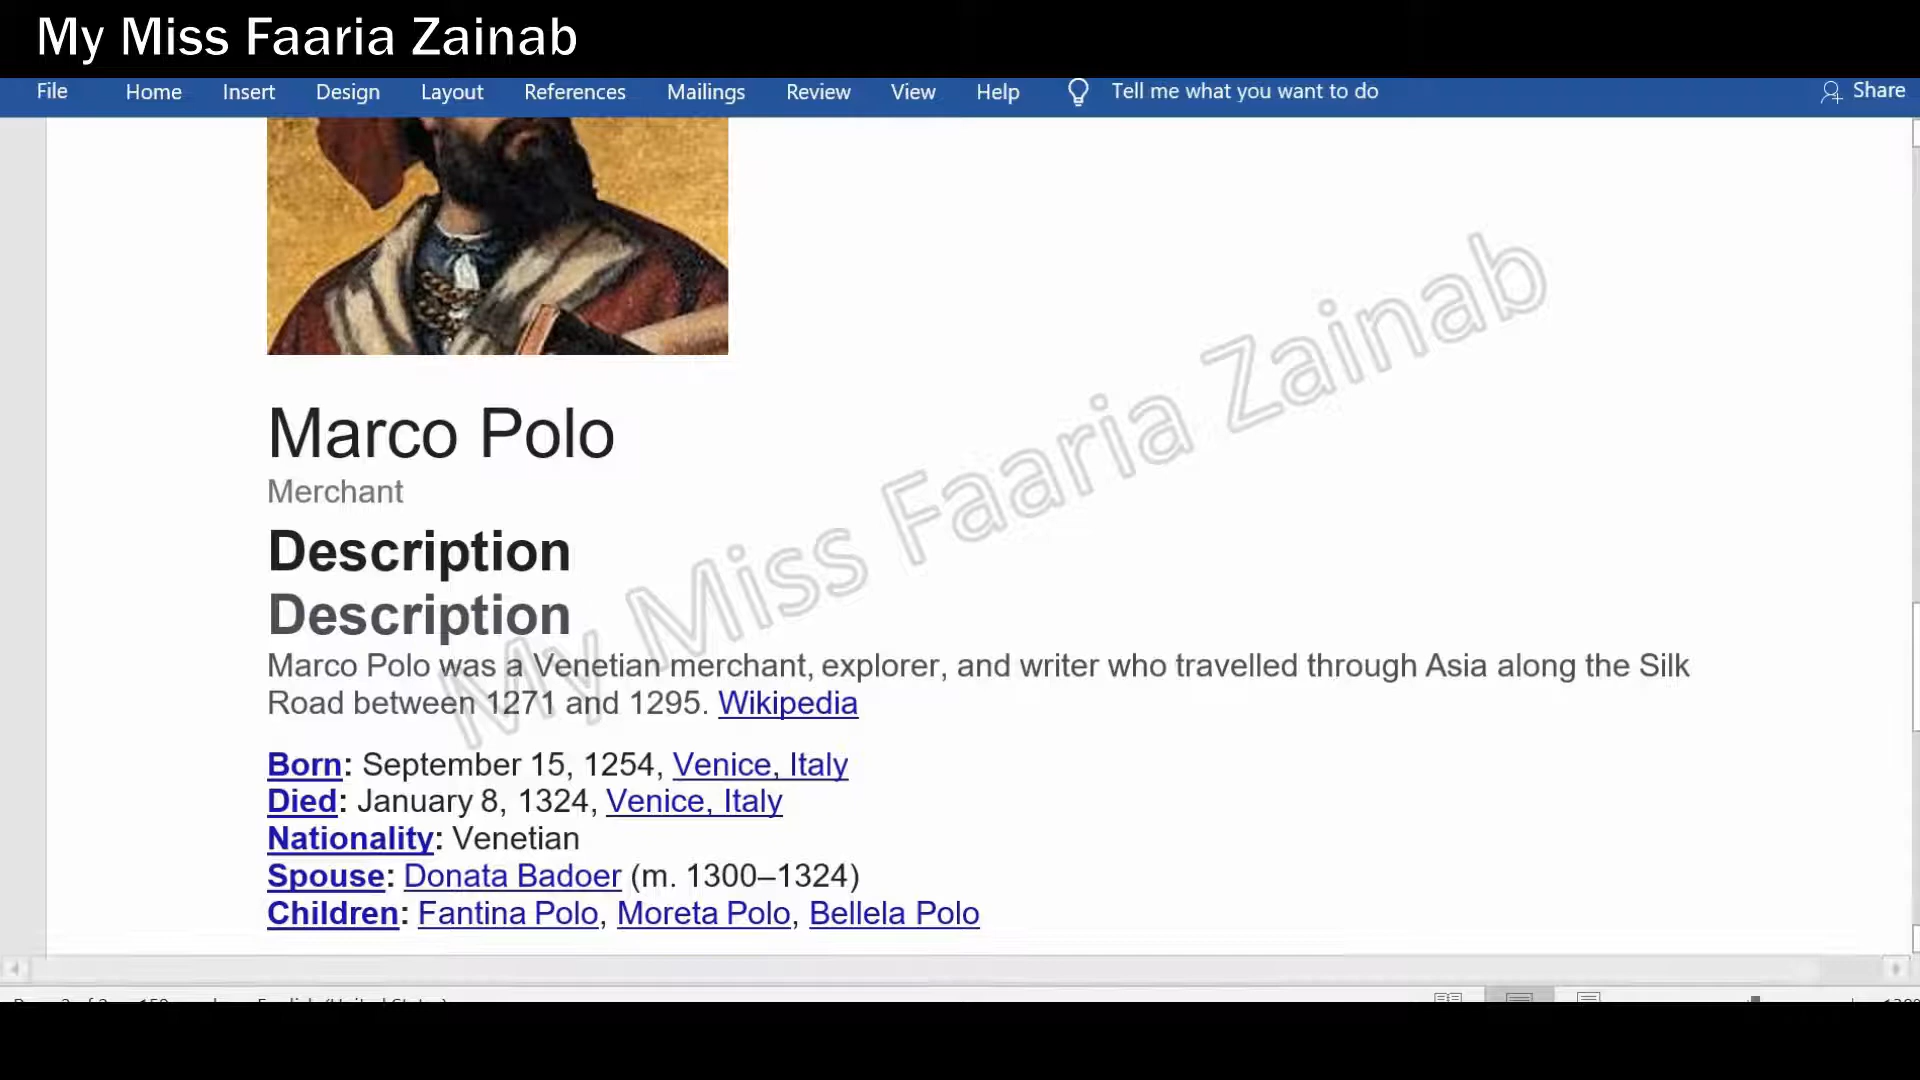 My Miss Faaria Zainab
File Home Insert Design Layout References Mailings Review View Help Tell me what you want to do Share
Marco Polo
Merchant
Description
Description
Marco Polo was a Venetian merchant, explorer, and writer who travelled through Asia along the Silk
Road between 1271 and 1295. Wikipedia
Born: September 15, 1254, Venice, Italy
Died: January 8, 1324, Venice, Italy
Nationality: Venetian
Spouse: Donata Badoer (m. 1300–1324)
Children: Fantina Polo, Moreta Polo, Bellela Polo
My Miss Faaria Zainab